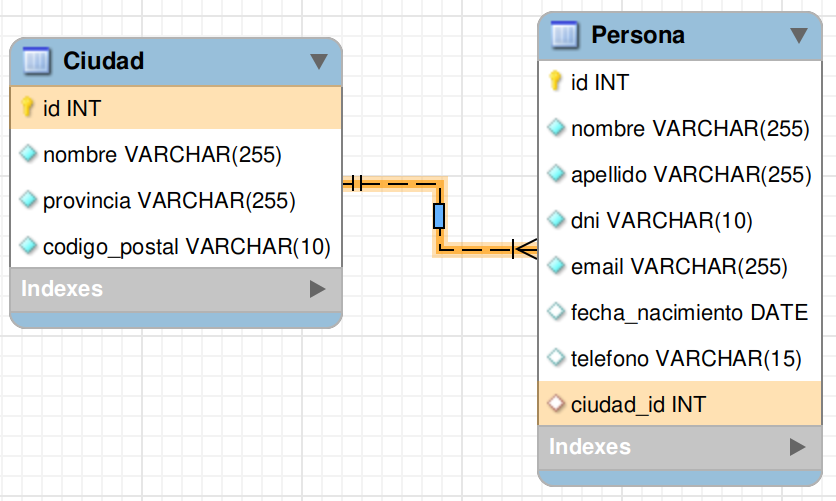 Ciudad
id INT
nombre VARCHAR(255)
provincia VARCHAR(255)
codigo_postal VARCHAR(10)
Indexes
Persona
id INT
nombre VARCHAR(255)
apellido VARCHAR(255)
dni VARCHAR(10)
email VARCHAR(255)
fecha_nacimiento DATE
telefono VARCHAR(15)
ciudad_id INT
Indexes